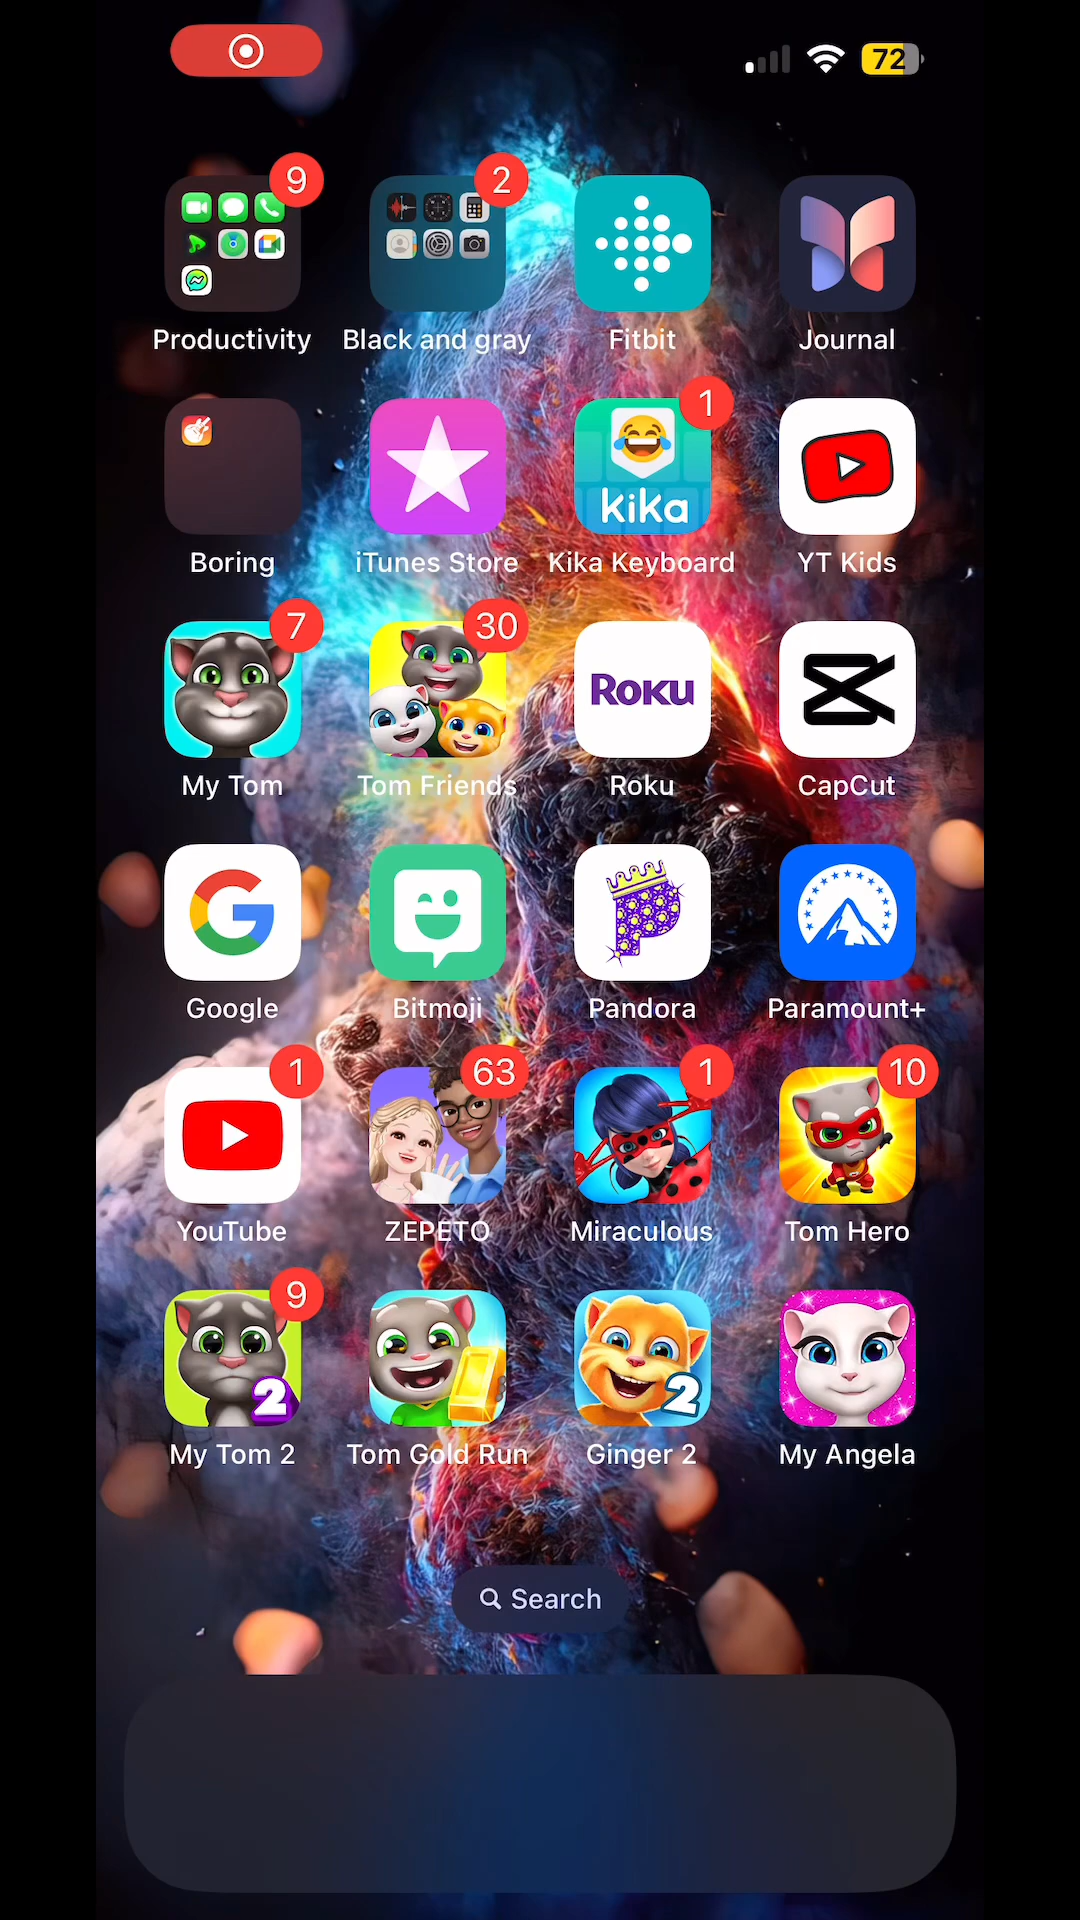 72
9 2
Productivity Black and gray Fitbit Journal
1
kika
Boring iTunes Store Kika Keyboard YT Kids
7 30
Roku
My Tom Tom Friends Roku CapCut
Google Bitmoji Pandora Paramount+
1 63 1 10
YouTube ZEPETO Miraculous Tom Hero
9
2 2
My Tom 2 Tom Gold Run Ginger 2 My Angela
Search